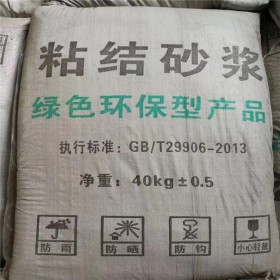 粘结砂浆
绿色环保型产品
执行标准：GB/T29906-2013
净重：40kg±0.5
防雨 防晒 防钩 小心轻放